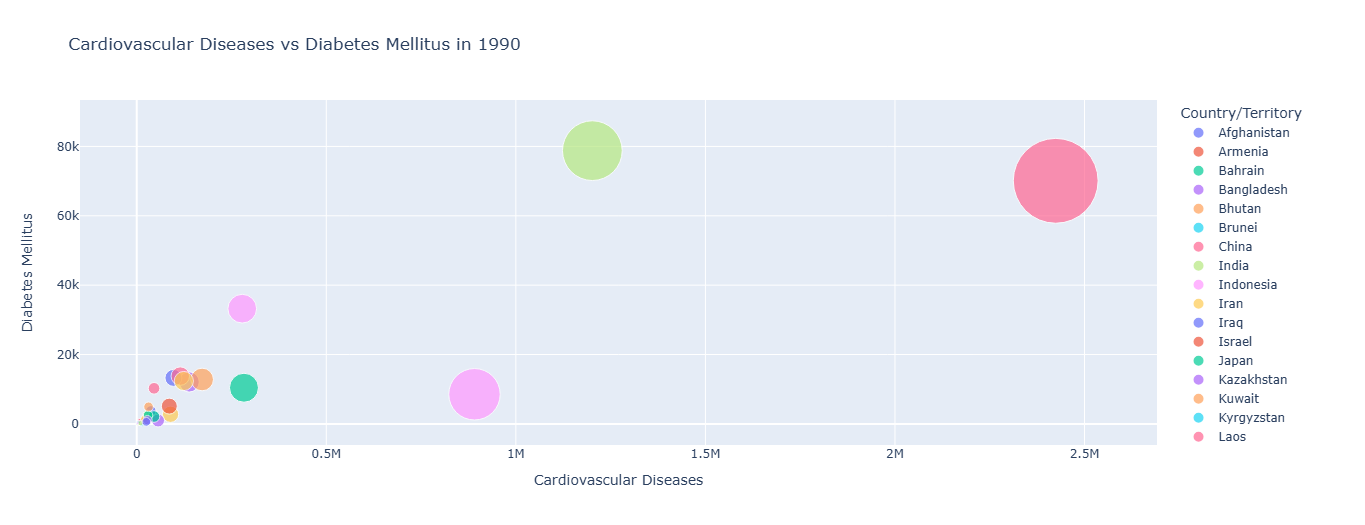 Cardiovascular Diseases vs Diabetes Mellitus in 1990
Diabetes Mellitus
80k
60k
40k
20k
0
0
0.5M
1M
1.5M
2M
2.5M
Cardiovascular Diseases
Country/Territory
Afghanistan
Armenia
Bahrain
Bangladesh
Bhutan
Brunei
China
India
Indonesia
Iran
Iraq
Israel
Japan
Kazakhstan
Kuwait
Kyrgyzstan
Laos